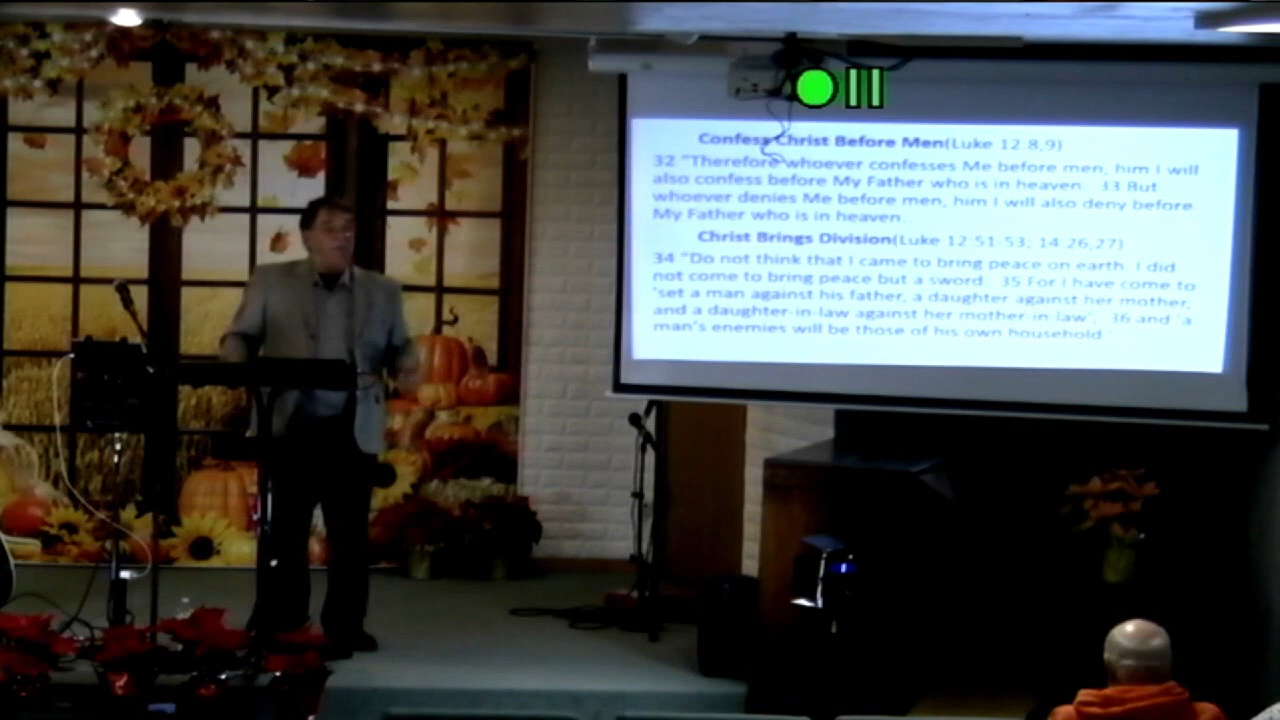 Confess Christ Before Men(Luke 12:8,9)
32 "Therefore whoever confesses Me before men, him I will
also confess before My Father who is in heaven. 33 But
whoever denies Me before men, him I will also deny before
My Father who is in heaven.
Christ Brings Division(Luke 12:51-53; 14:26,27)
34 "Do not think that I came to bring peace on earth. I did
not come to bring peace but a sword. 35 For I have come to
'set a man against his father, a daughter against her mother,
and a daughter-in-law against her mother-in-law'; 36 and 'a
man's enemies will be those of his own household.'